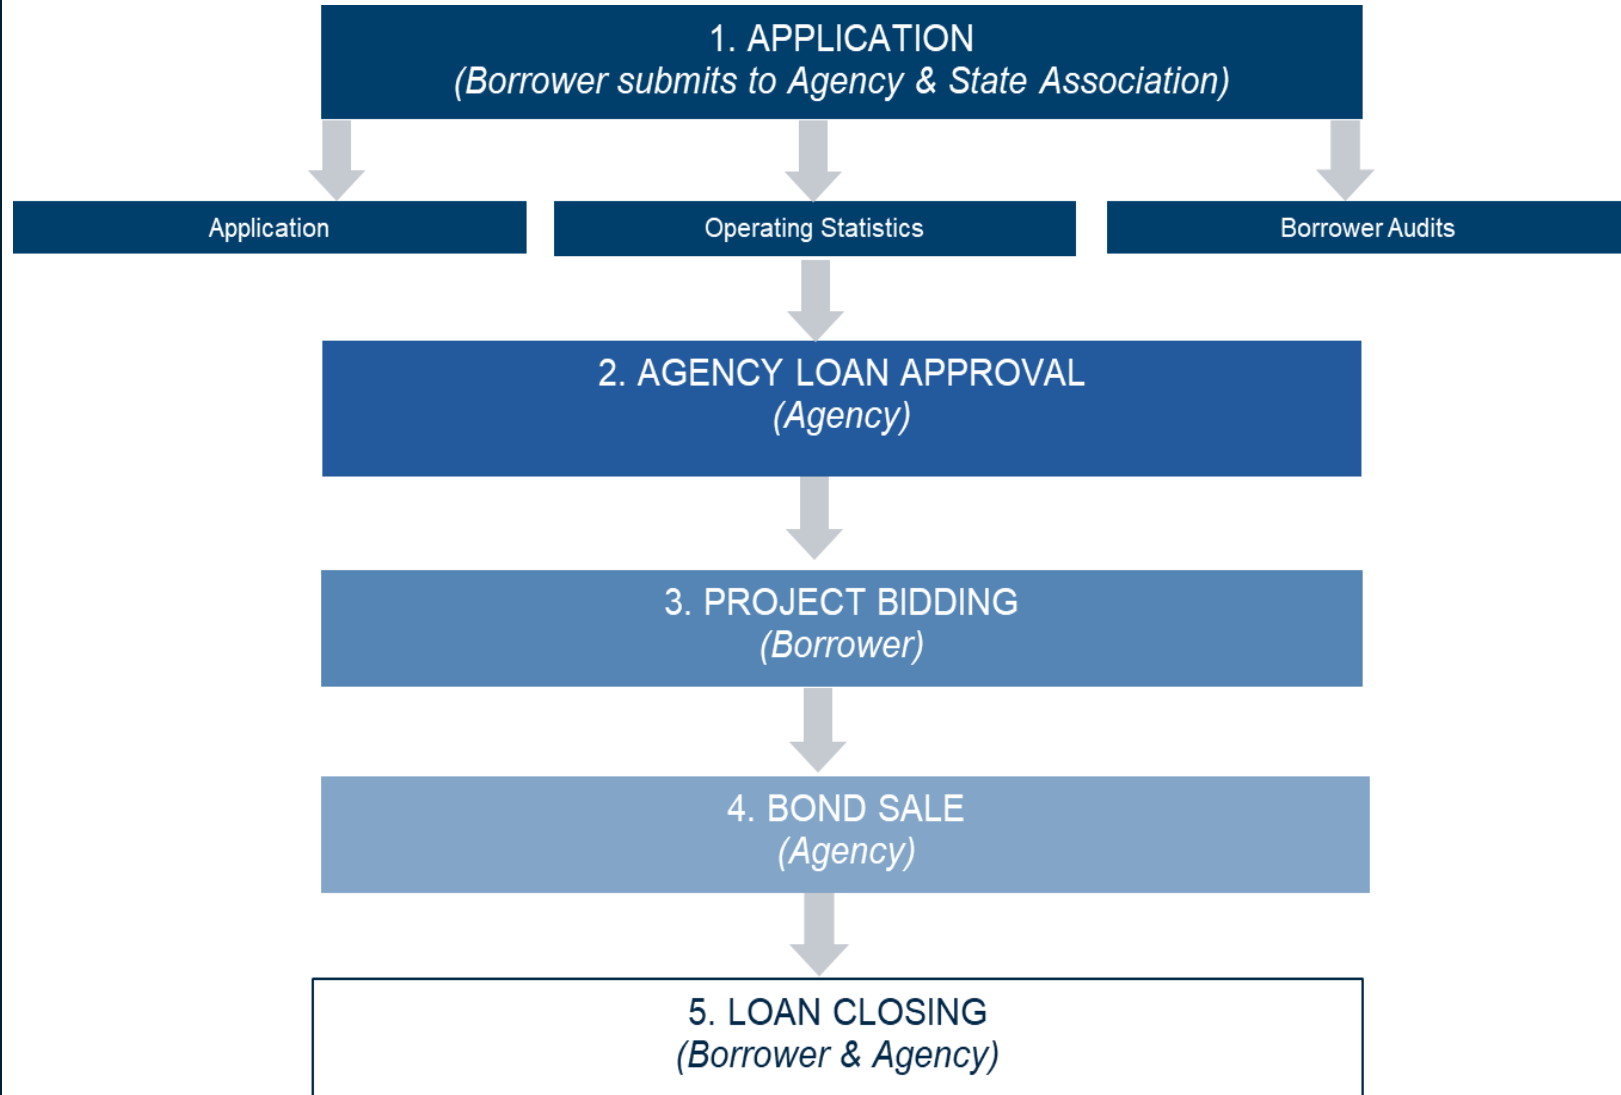 1. APPLICATION
(Borrower submits to Agency & State Association)
Application
Operating Statistics
Borrower Audits
2. AGENCY LOAN APPROVAL
(Agency)
3. PROJECT BIDDING
(Borrower)
4. BOND SALE
(Agency)
5. LOAN CLOSING
(Borrower & Agency)